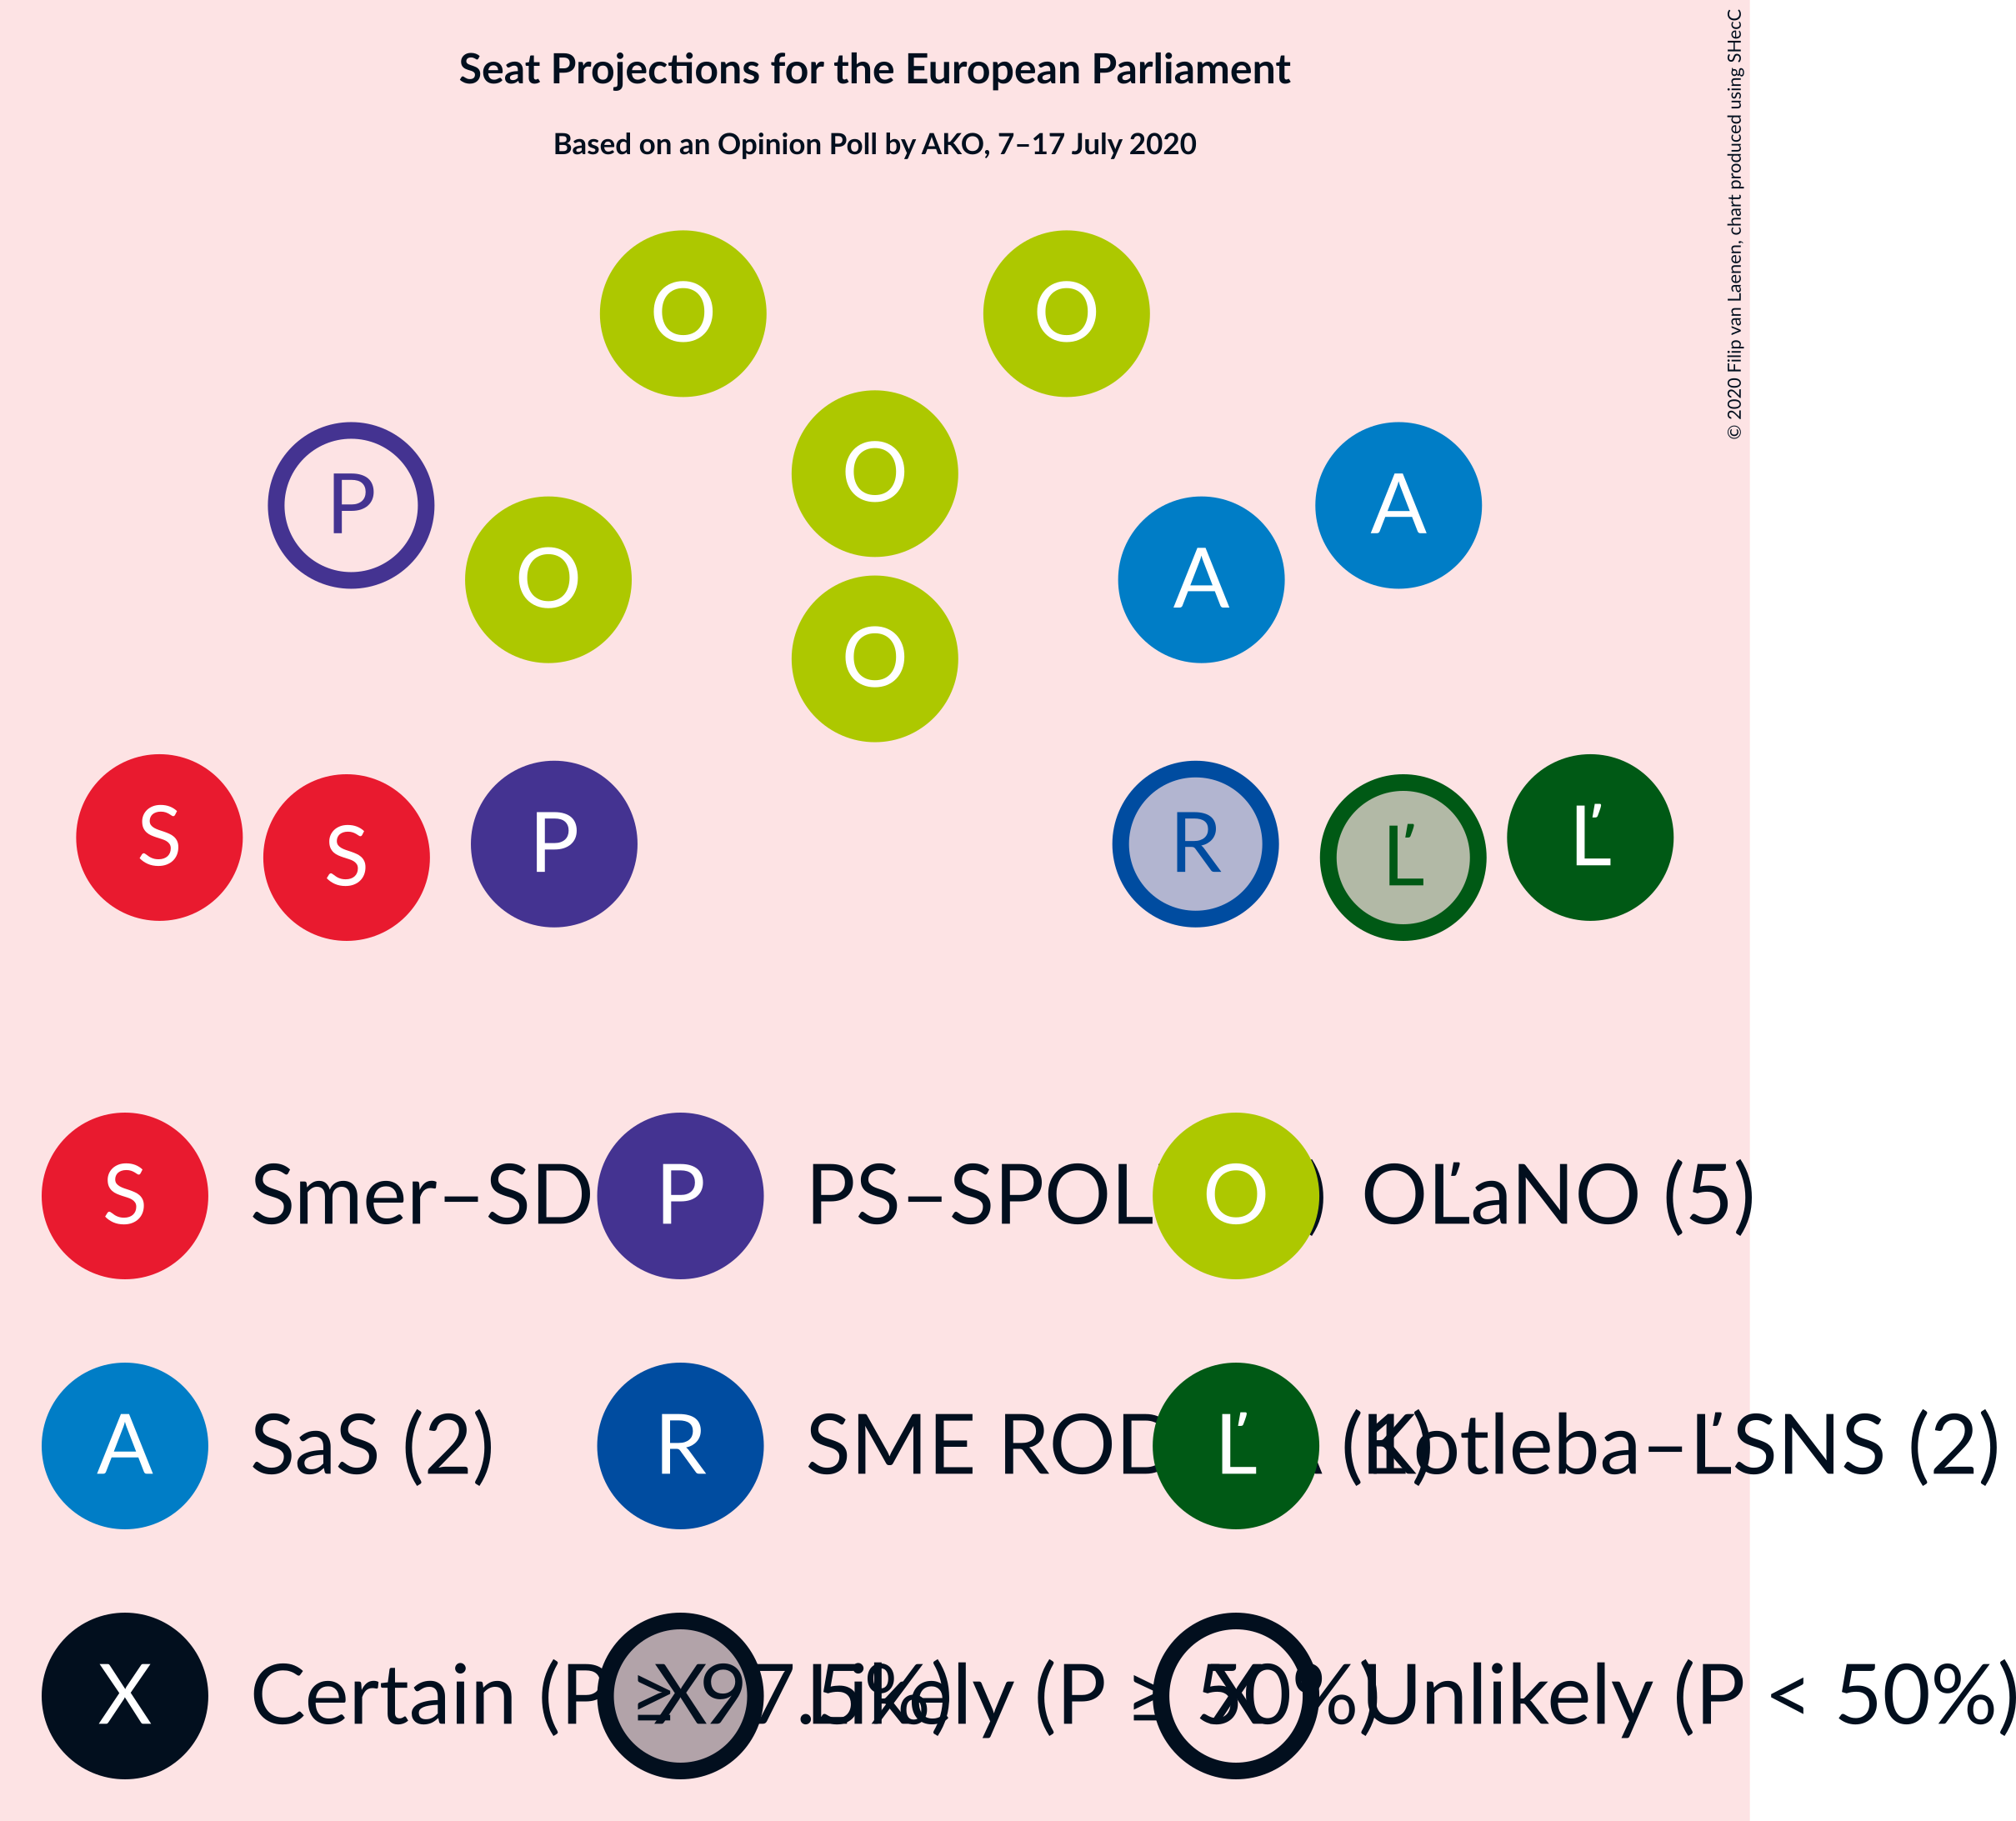 Seat Projections for the European Parliament
Based on an Opinion Poll by AKO, 7–17 July 2020
© 2020 Filip van Laenen, chart produced using SHecC
O O
O
P A
O A
O
S P R Ľ
S Ľ
S Smer–SD P PS–SPOL O ) OĽaNO (5)
A SaS (2) R SME ROD Ľ Kotleba–ĽSNS (2)
X Certain (P ≥ 97.5%) X Likely (P ≥ 50%) X Unlikely (P < 50%)